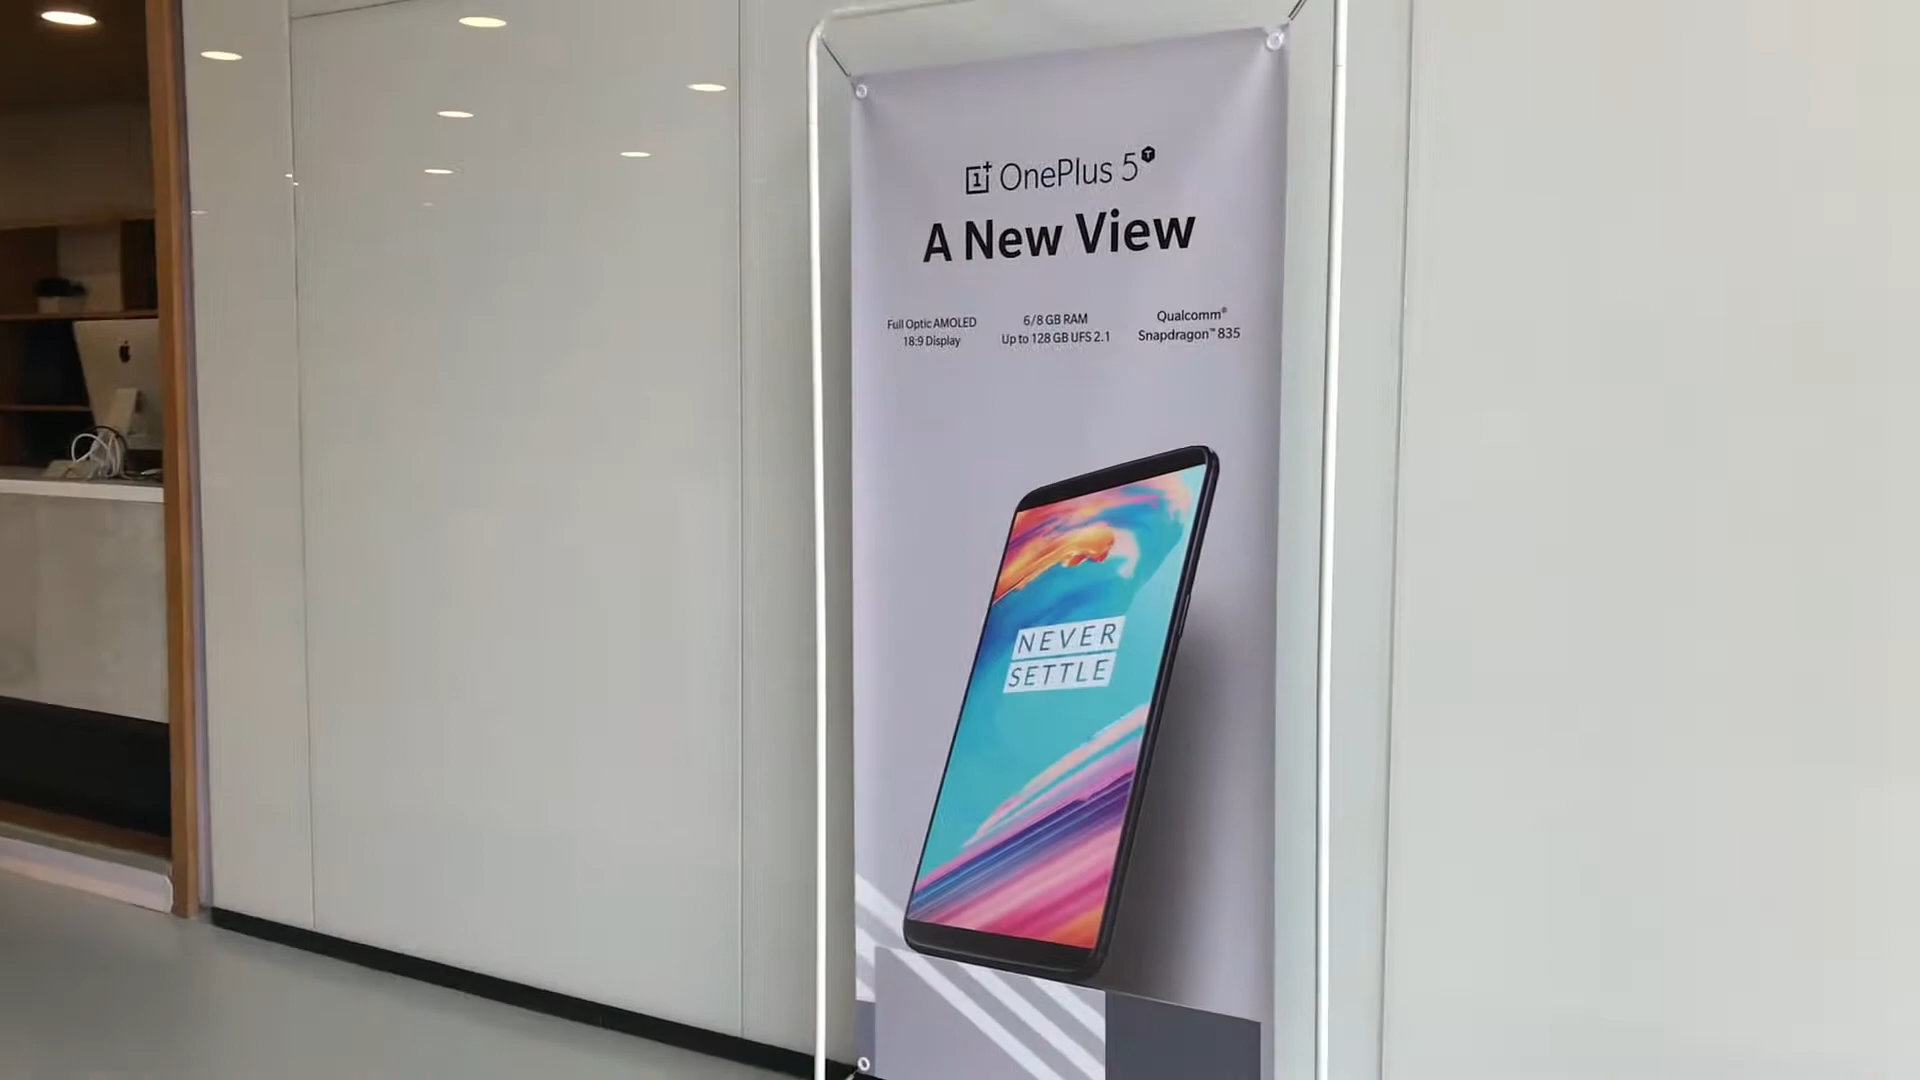 OnePlus 5T
A New View
Full Optic AMOLED
18:9 Display
6/8 GB RAM
Up to 128 GB UFS 2.1
Qualcomm®
Snapdragon™ 835
NEVER
SETTLE